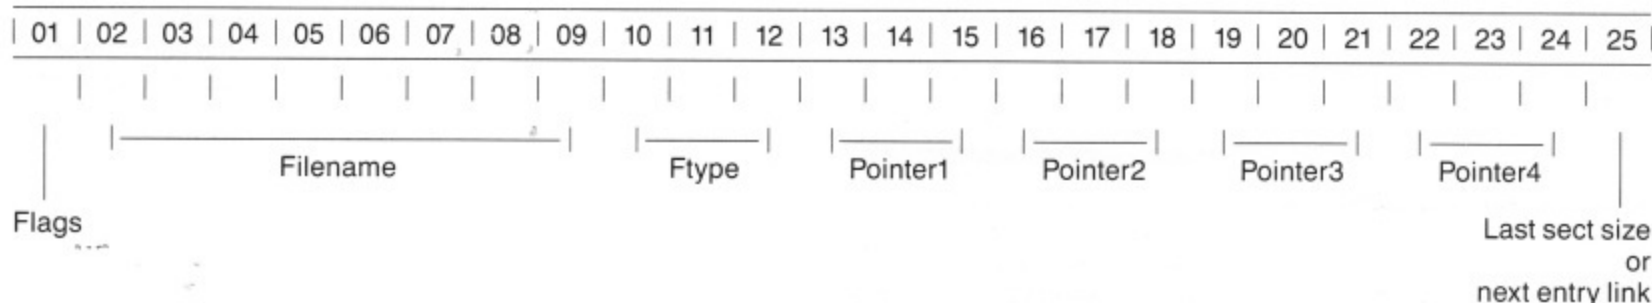 01 02 03 04 05 06 07 08 09 10 11 12 13 14 15 16 17 18 19 20 21 22 23 24 25
Filename Ftype Pointer1 Pointer2 Pointer3 Pointer4
Flags
Last sect size
or
next entry link